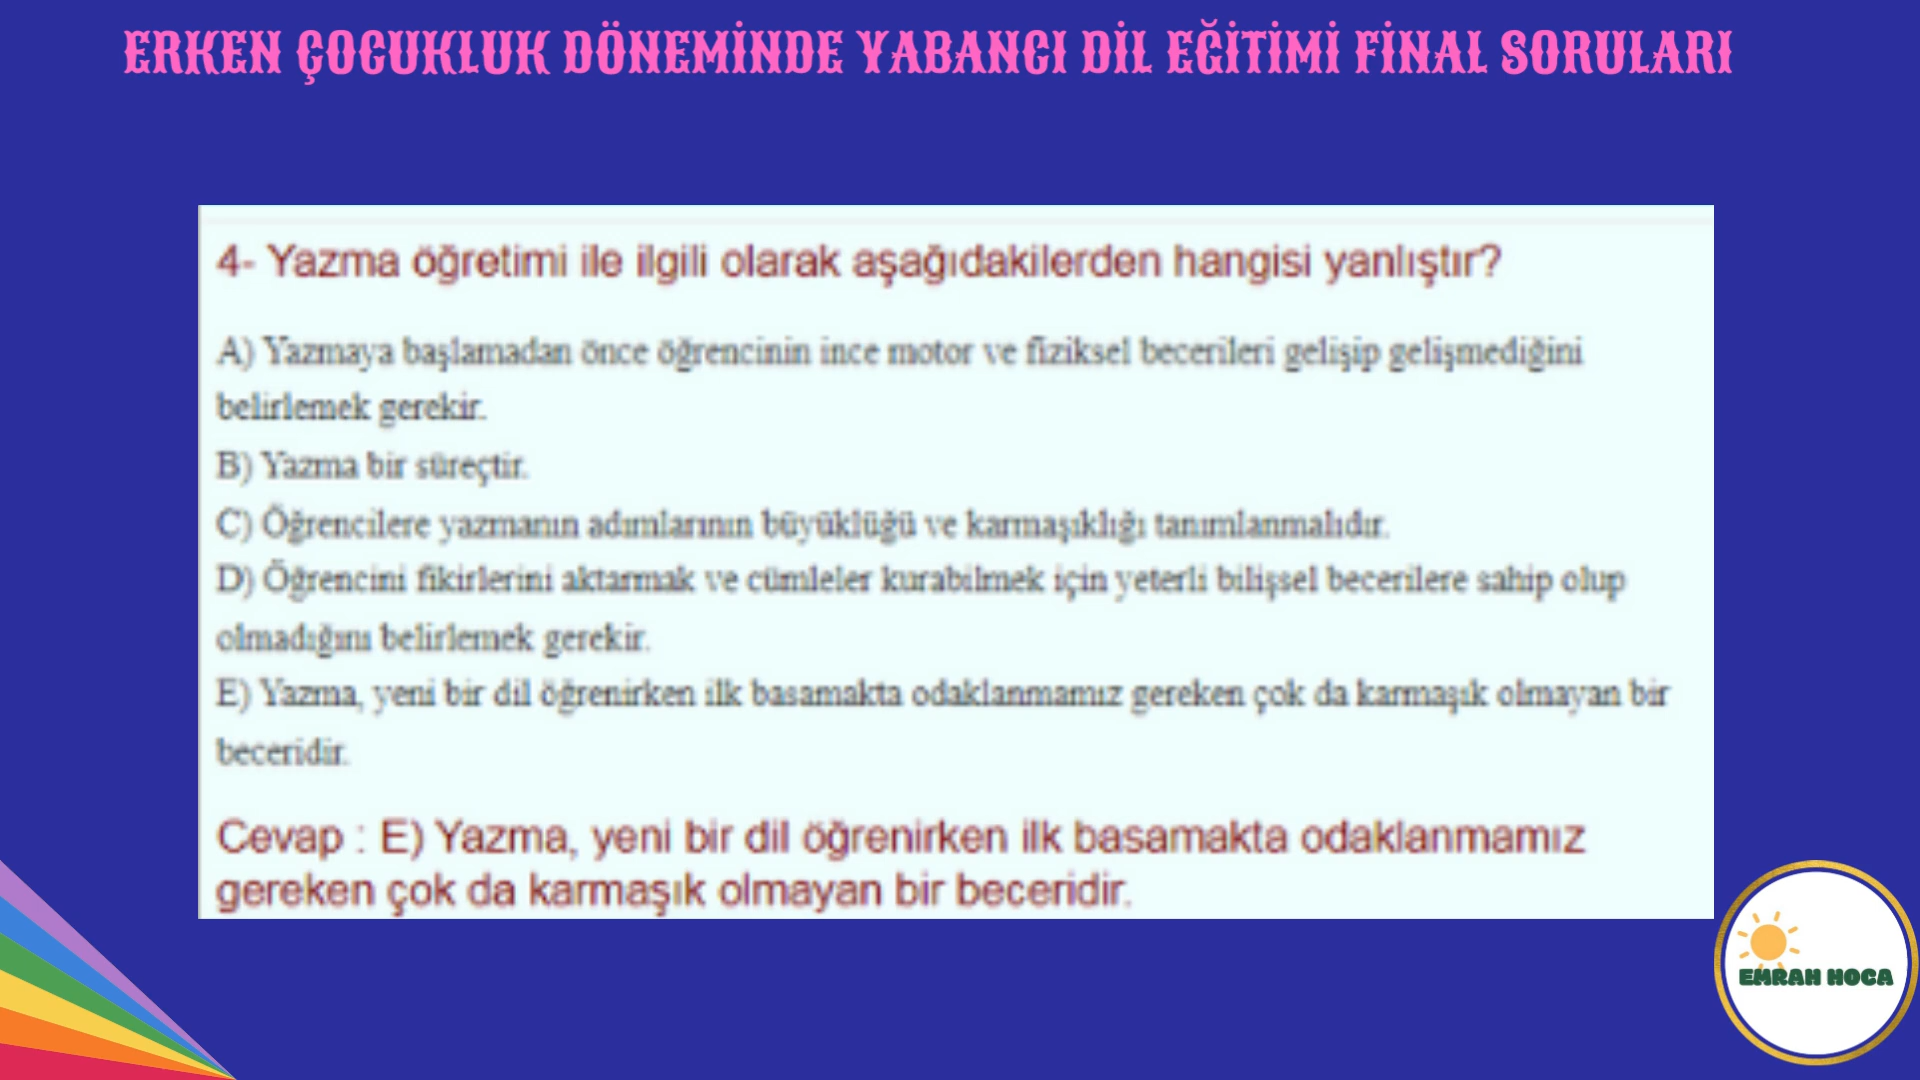 ERKEN ÇOCUKLUK DÖNEMİNDE YABANCI DİL EĞİTİMİ FİNAL SORULARI
4- Yazma öğretimi ile ilgili olarak aşağıdakilerden hangisi yanlıştır?
A) Yazmaya başlamadan önce öğrencinin ince motor ve fiziksel becerileri gelişip gelişmediğini
belirlemek gerekir.
B) Yazma bir süreçtir.
C) Öğrencilere yazmanın adımlarının büyüklüğü ve karmaşıklığı tanımlanmalıdır.
D) Öğrencini fikirlerini aktarmak ve cümleler kurabilmek için yeterli bilişsel becerilere sahip olup
olmadığını belirlemek gerekir.
E) Yazma, yeni bir dil öğrenirken ilk basamakta odaklanmamız gereken çok da karmaşık olmayan bir
beceridir.
Cevap : E) Yazma, yeni bir dil öğrenirken ilk basamakta odaklanmamız
gereken çok da karmaşık olmayan bir beceridir.
EMRAH HOCA